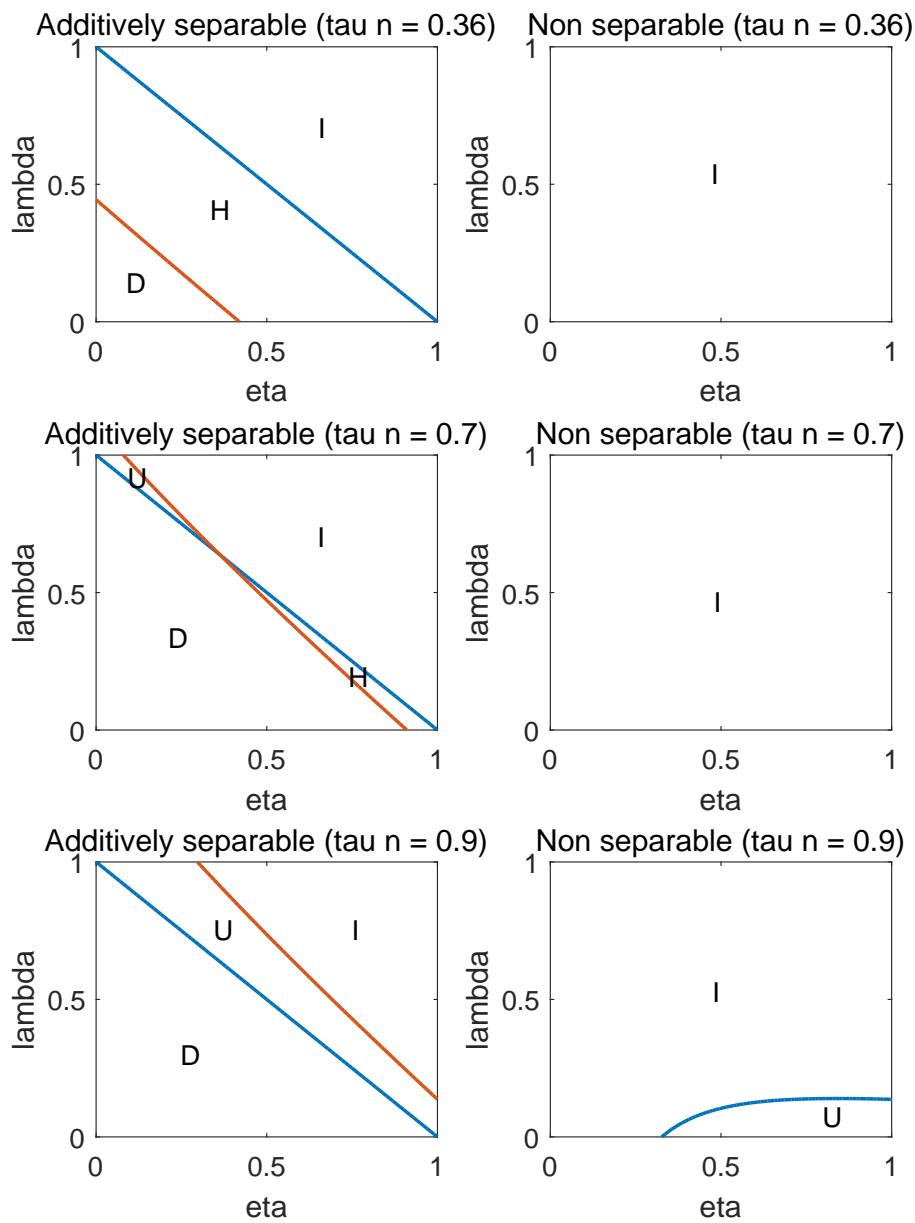 Additively separable (tau n = 0.36)
1
0.5
0
lambda
I
H
D
0
0.5
1
eta
Non separable (tau n = 0.36)
1
0.5
0
lambda
I
0
0.5
1
eta
Additively separable (tau n = 0.7)
1
0.5
0
lambda
U
I
D
H
0
0.5
1
eta
Non separable (tau n = 0.7)
1
0.5
0
lambda
I
0
0.5
1
eta
Additively separable (tau n = 0.9)
1
0.5
0
lambda
U
I
D
0
0.5
1
eta
Non separable (tau n = 0.9)
1
0.5
0
lambda
I
U
0
0.5
1
eta